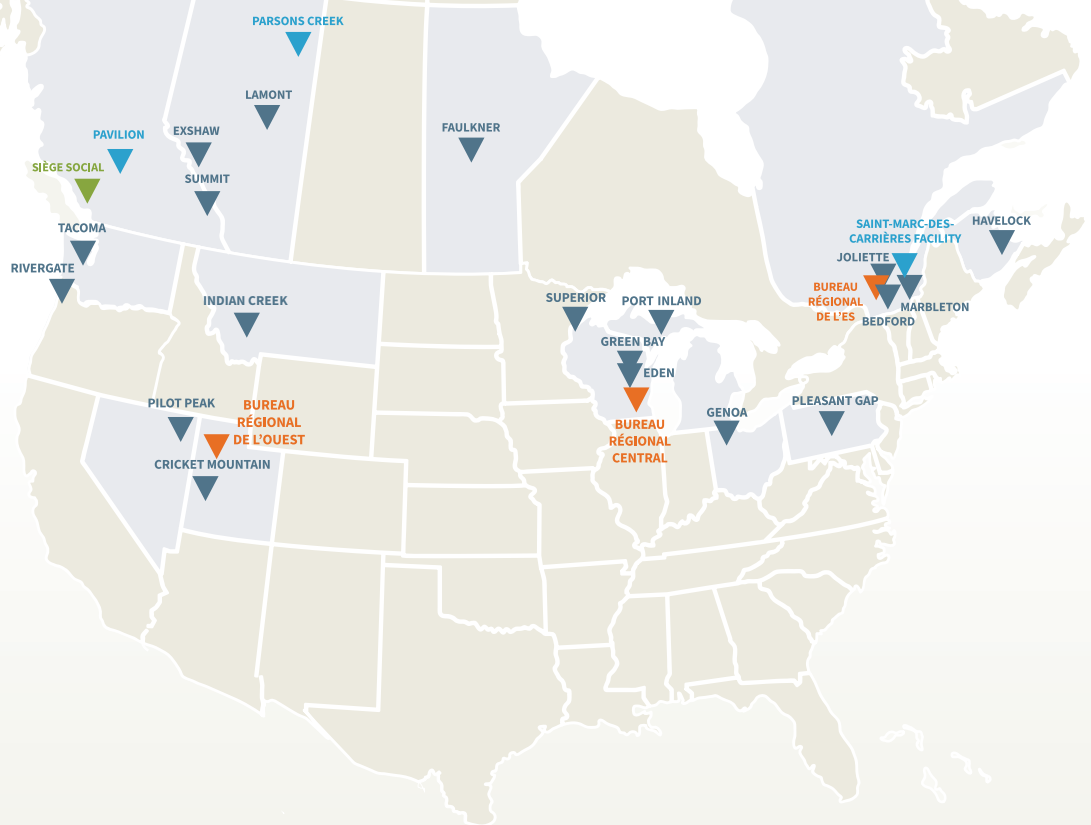 PARSONS CREEK
LAMONT
FAULKNER
EXSHAW
PAVILION
SIÈGE SOCIAL
SUMMIT
TACOMA
RIVERGATE
INDIAN CREEK
SUPERIOR
PORT INLAND
GREEN BAY
EDEN
BUREAU
RÉGIONAL
CENTRAL
GENOA
PLEASANT GAP
PILOT PEAK
BUREAU
RÉGIONAL
DE L'OUEST
CRICKET MOUNTAIN
SAINT-MARC-DES-
CARRIÈRES FACILITY
HAVELOCK
JOLIETTE
BUREAU
RÉGIONAL
DE L'ES
MARBLETON
BEDFORD